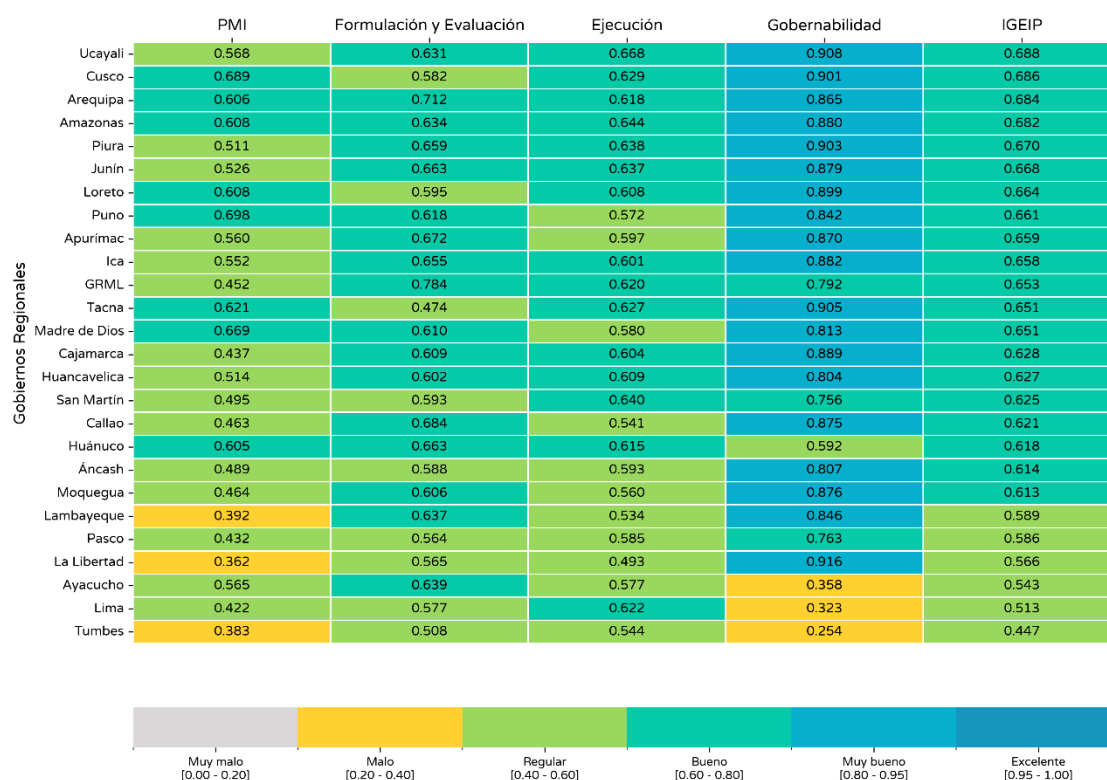 PMI Formulación y Evaluación Ejecución Gobernabilidad IGEIP
Gobiernos Regionales
Ucayali 0.568 0.631 0.668 0.908 0.688
Cusco 0.689 0.582 0.629 0.901 0.686
Arequipa 0.606 0.712 0.618 0.865 0.684
Amazonas 0.608 0.634 0.644 0.880 0.682
Piura 0.511 0.659 0.638 0.903 0.670
Junín 0.526 0.663 0.637 0.879 0.668
Loreto 0.608 0.595 0.608 0.899 0.664
Puno 0.698 0.618 0.572 0.842 0.661
Apurímac 0.560 0.672 0.597 0.870 0.659
Ica 0.552 0.655 0.601 0.882 0.658
GRML 0.452 0.784 0.620 0.792 0.653
Tacna 0.621 0.474 0.627 0.905 0.651
Madre de Dios 0.669 0.610 0.580 0.813 0.651
Cajamarca 0.437 0.609 0.604 0.889 0.628
Huancavelica 0.514 0.602 0.609 0.804 0.627
San Martín 0.495 0.593 0.640 0.756 0.625
Callao 0.463 0.684 0.541 0.875 0.621
Huánuco 0.605 0.663 0.615 0.592 0.618
Áncash 0.489 0.588 0.593 0.807 0.614
Moquegua 0.464 0.606 0.560 0.876 0.613
Lambayeque 0.392 0.637 0.534 0.846 0.589
Pasco 0.432 0.564 0.585 0.763 0.586
La Libertad 0.362 0.565 0.493 0.916 0.566
Ayacucho 0.565 0.639 0.577 0.358 0.543
Lima 0.422 0.577 0.622 0.323 0.513
Tumbes 0.383 0.508 0.544 0.254 0.447
Muy malo Malo Regular Bueno Muy bueno Excelente
[0.00 - 0.20] [0.20 - 0.40] [0.40 - 0.60] [0.60 - 0.80] [0.80 - 0.95] [0.95 - 1.00]